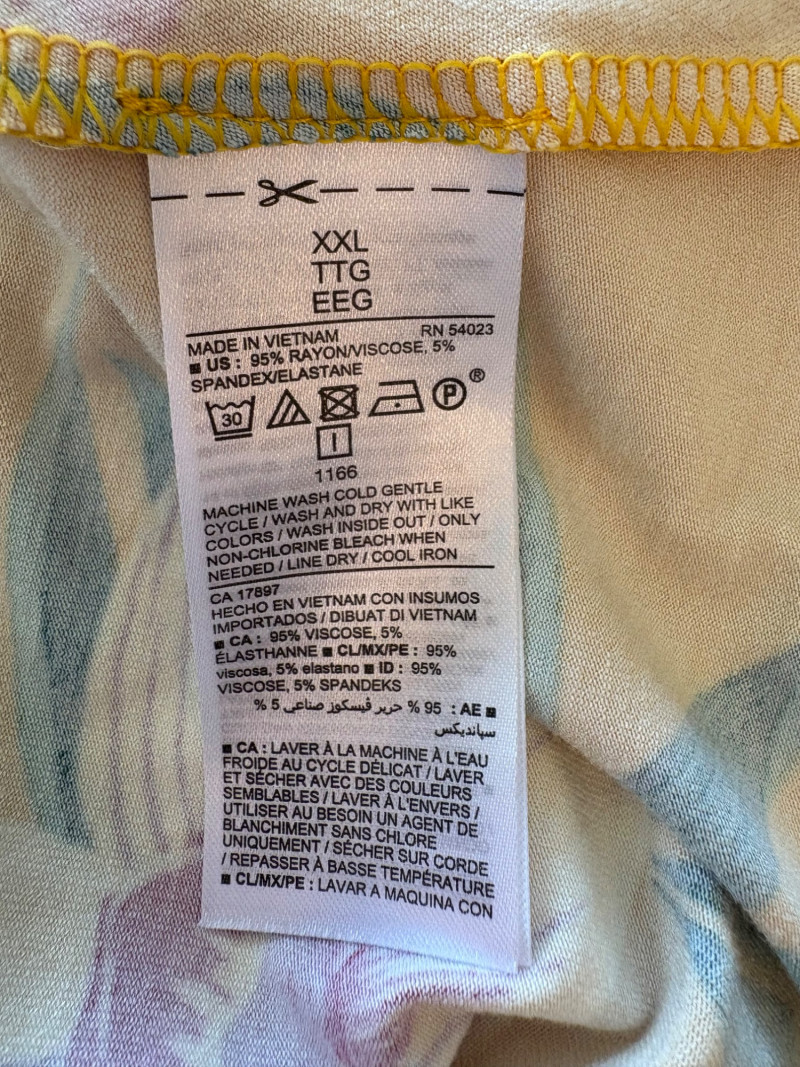 XXL
TTG
EEG
MADE IN VIETNAM RN 54023
■ US : 95% RAYON/VISCOSE, 5%
SPANDEX/ELASTANE
30 P ®
I
1166
MACHINE WASH COLD GENTLE
CYCLE / WASH AND DRY WITH LIKE
COLORS / WASH INSIDE OUT / ONLY
NON-CHLORINE BLEACH WHEN
NEEDED / LINE DRY / COOL IRON
CA 17897
HECHO EN VIETNAM CON INSUMOS
IMPORTADOS / DIBUAT DI VIETNAM
■ CA : 95% VISCOSE, 5%
ÉLASTHANNE ■ CL/MX/PE : 95%
viscosa, 5% elastano ■ ID : 95%
VISCOSE, 5% SPANDEKS
■ AE : 95 % حرير ڤيسكوز صناعي 5 %
سپانديكس
■ CA : LAVER À LA MACHINE À L'EAU
FROIDE AU CYCLE DÉLICAT / LAVER
ET SÉCHER AVEC DES COULEURS
SEMBLABLES / LAVER À L'ENVERS /
UTILISER AU BESOIN UN AGENT DE
BLANCHIMENT SANS CHLORE
UNIQUEMENT / SÉCHER SUR CORDE
/ REPASSER À BASSE TEMPÉRATURE
■ CL/MX/PE : LAVAR A MAQUINA CON